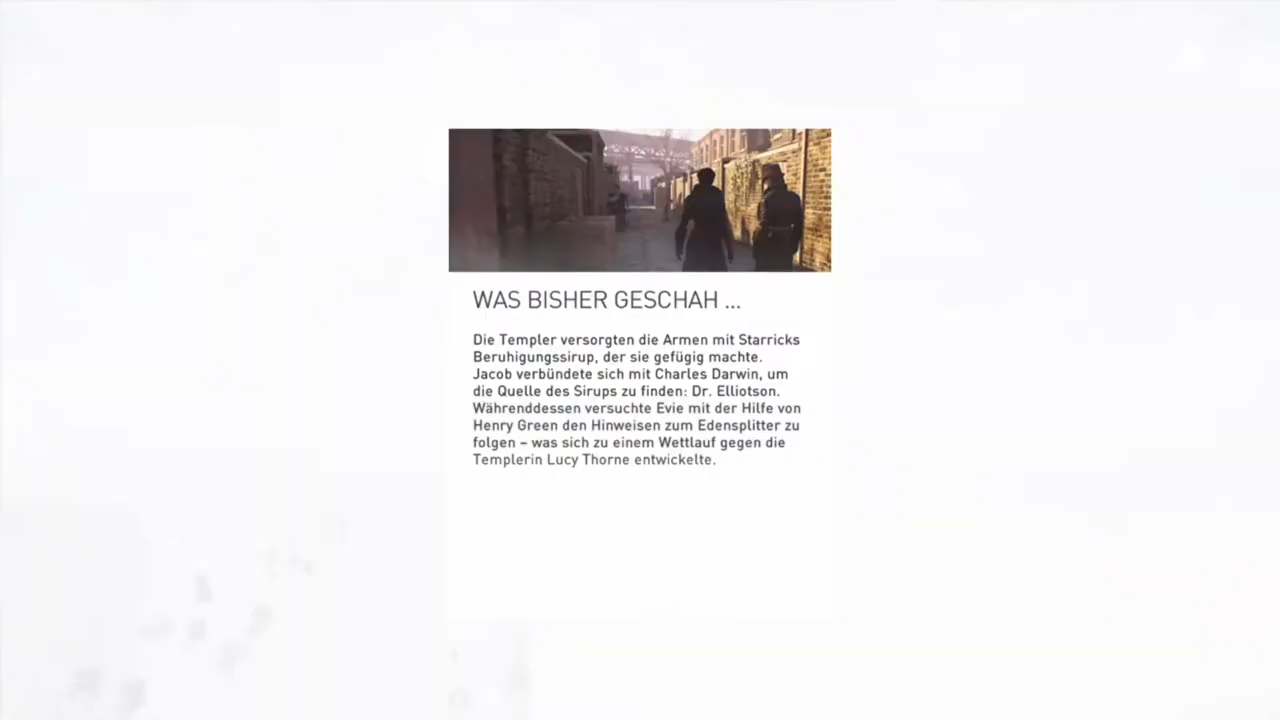 WAS BISHER GESCHAH ...
Die Templer versorgten die Armen mit Starricks
Beruhigungssirup, der sie gefügig machte.
Jacob verbündete sich mit Charles Darwin, um
die Quelle des Sirups zu finden: Dr. Elliotson.
Währenddessen versuchte Evie mit der Hilfe von
Henry Green den Hinweisen zum Edensplitter zu
folgen – was sich zu einem Wettlauf gegen die
Templerin Lucy Thorne entwickelte.